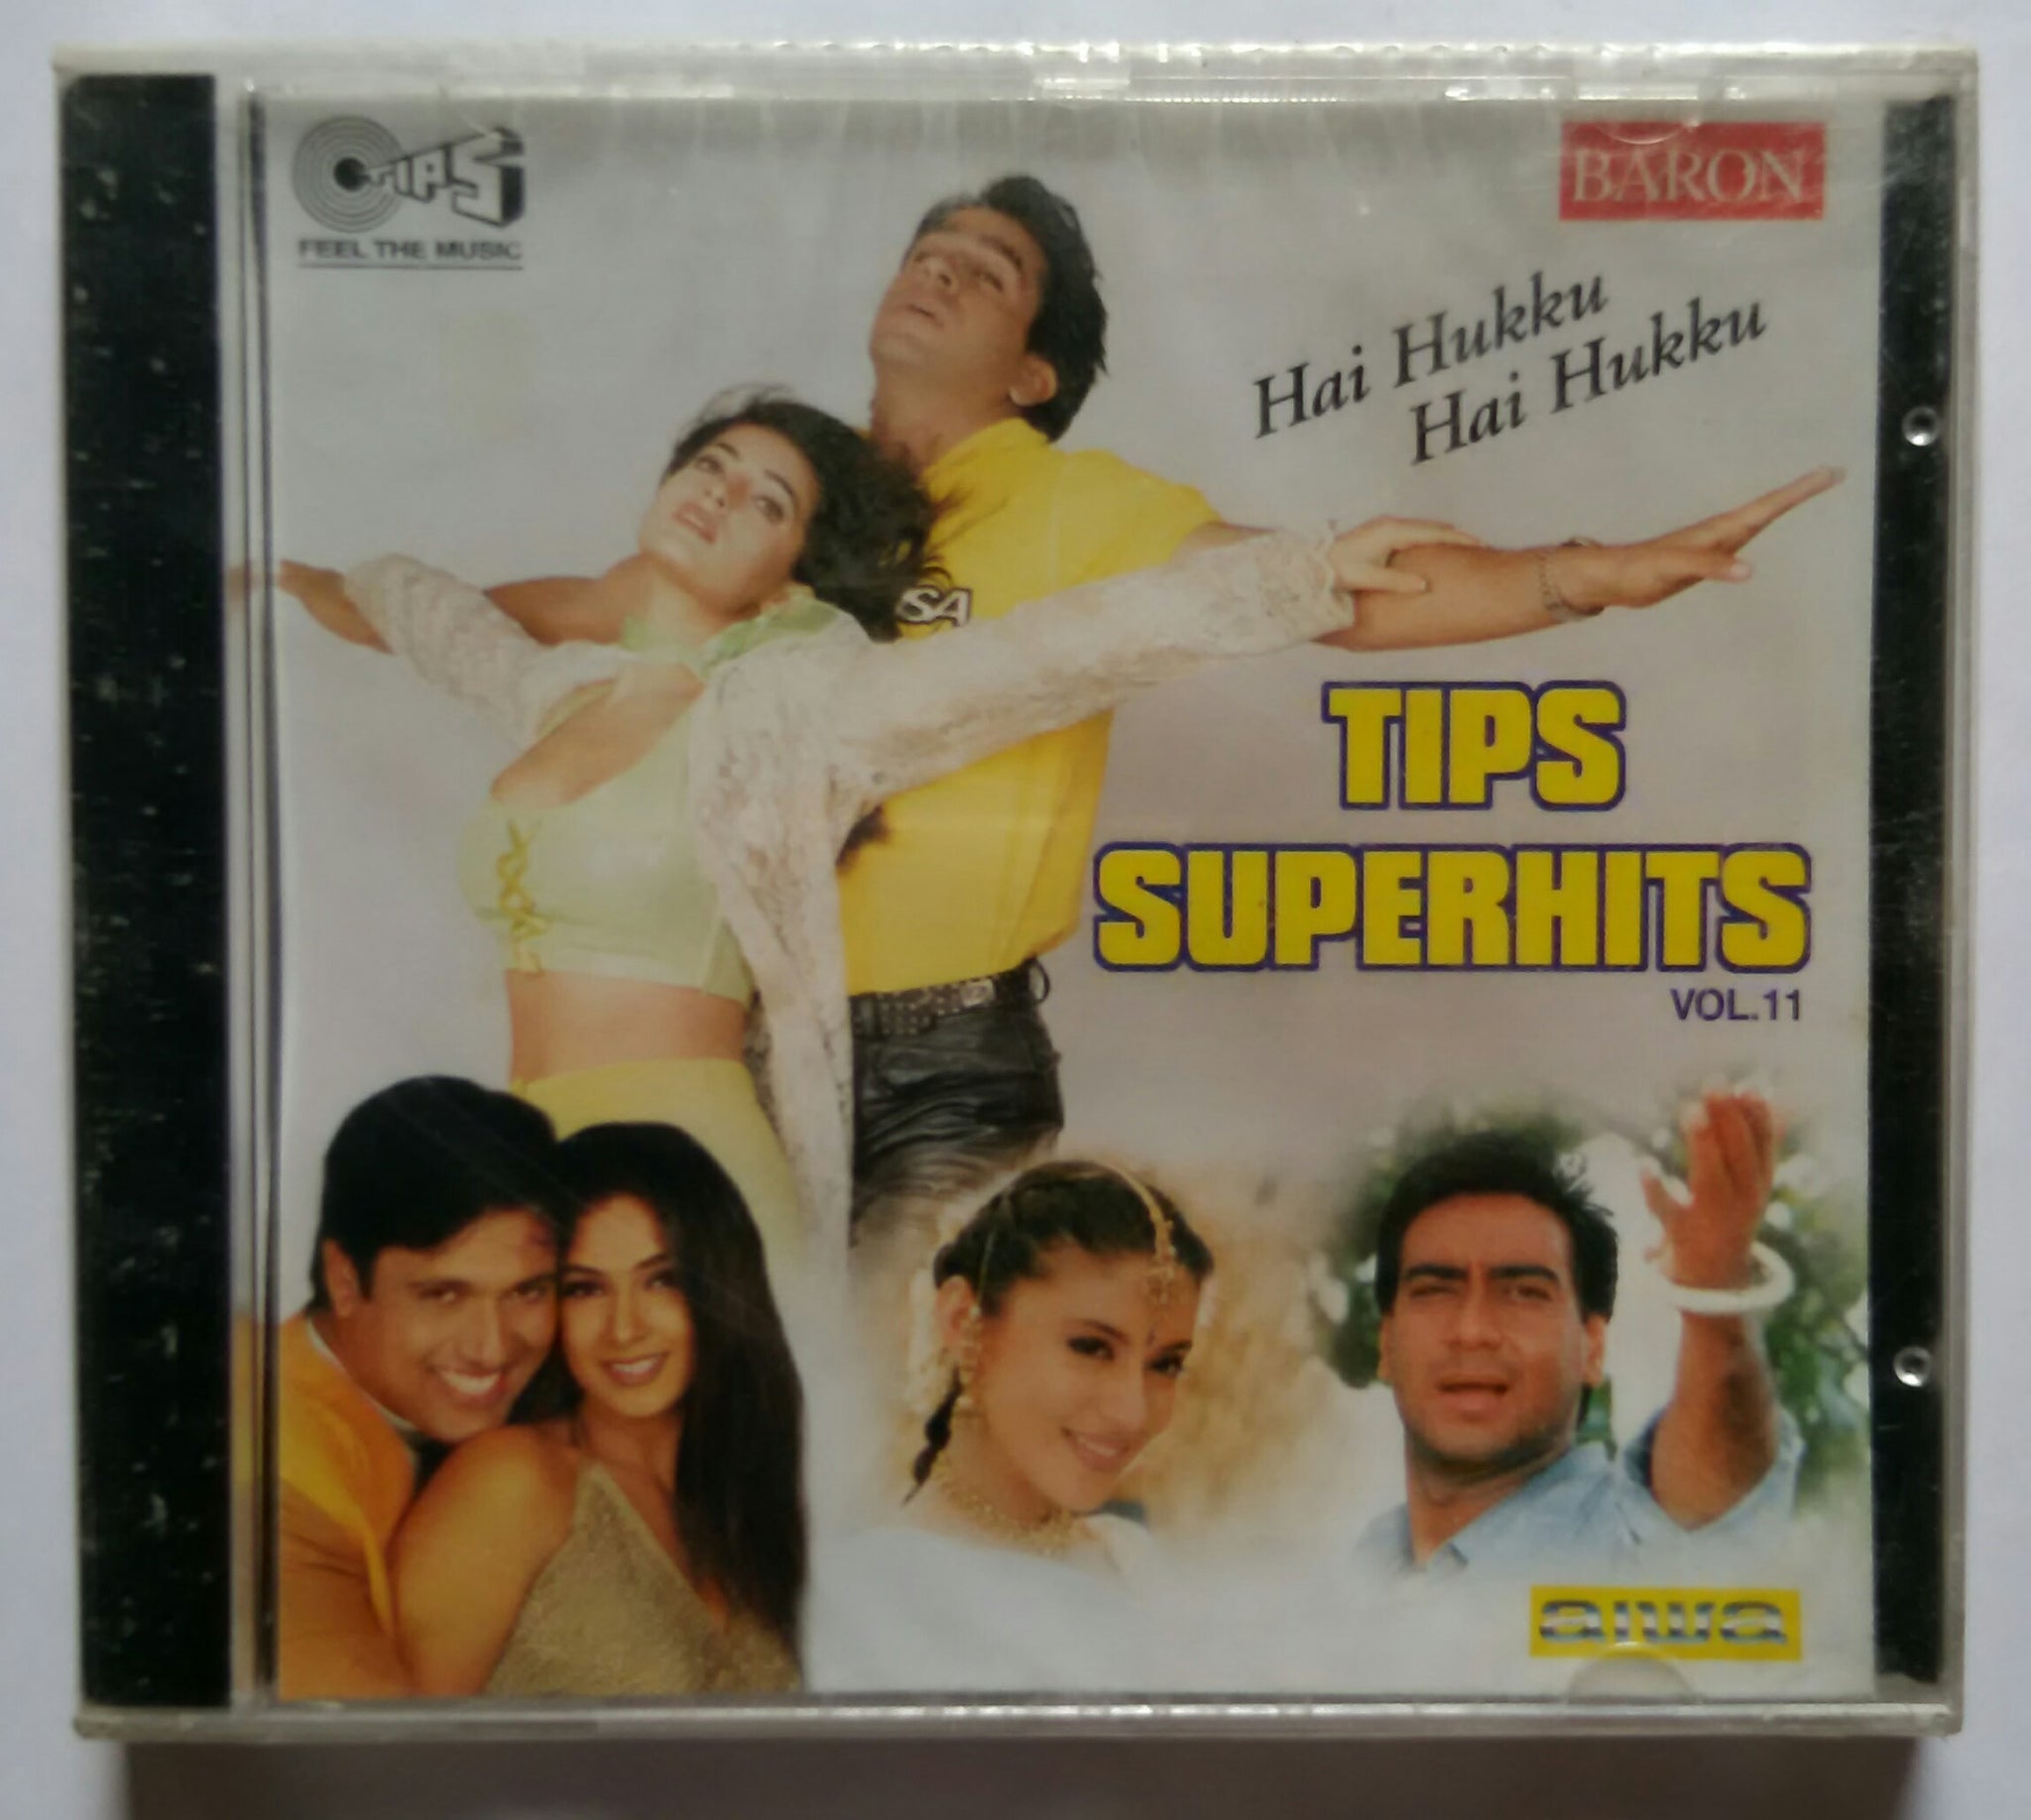 TIPS
FEEL THE MUSIC
BARON
Hai Hukku
Hai Hukku
SA
TIPS
SUPERHITS
VOL.11
aiwa